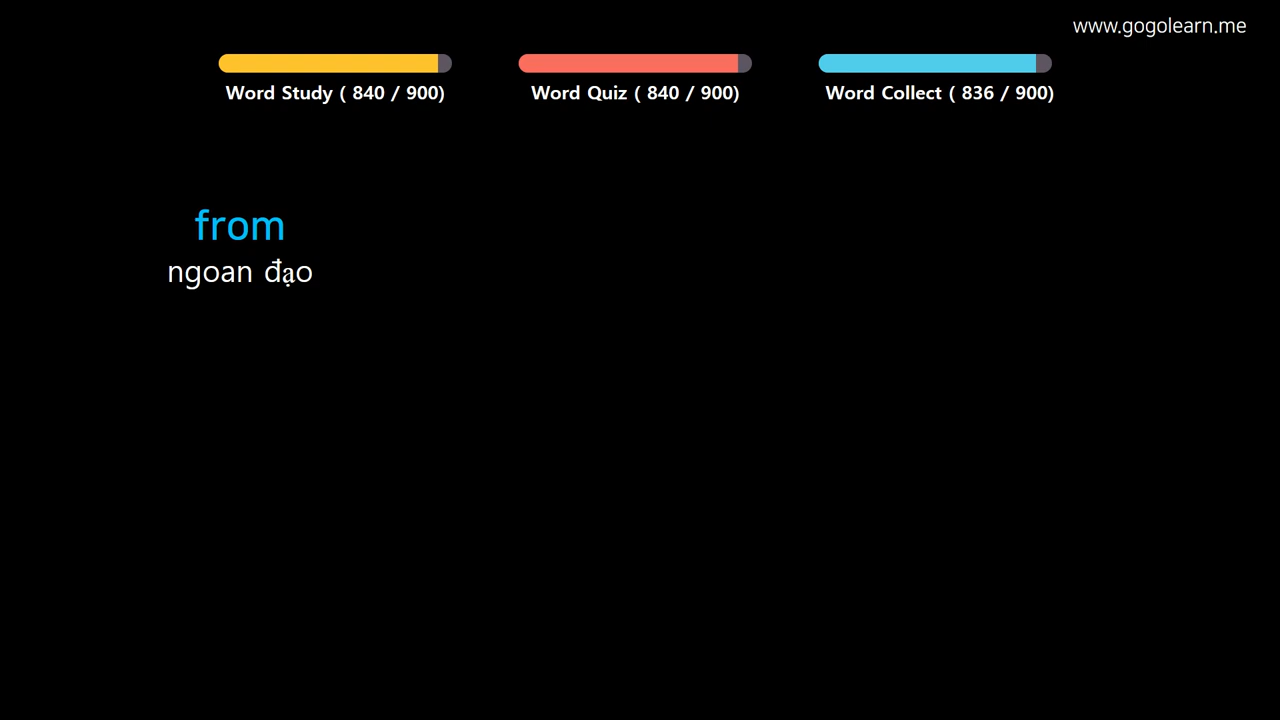 www.gogolearn.me
Word Study ( 840 / 900)
Word Quiz ( 840 / 900)
Word Collect ( 836 / 900)
from
ngoan đạo